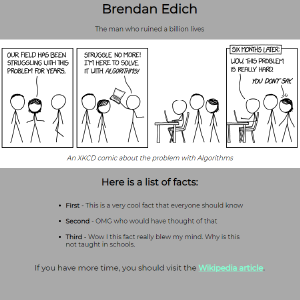 Brendan Edich
The man who ruined a billion lives
OUR FIELD HAS BEEN
STRUGGLING WITH THIS
PROBLEM FOR YEARS.
STRUGGLE NO MORE!
I'M HERE TO SOLVE
IT WITH ALGORITHMS!
SIX MONTHS LATER:
WOW, THIS PROBLEM
IS REALLY HARD.
YOU DON'T SAY.
An XKCD comic about the problem with Algorithms
Here is a list of facts:
First - This is a very cool fact that everyone should know
Second - OMG who would have thought of that
Third - Wow I this fact really blew my mind. Why is this
not taught in schools.
If you have more time, you should visit the Wikipedia article.